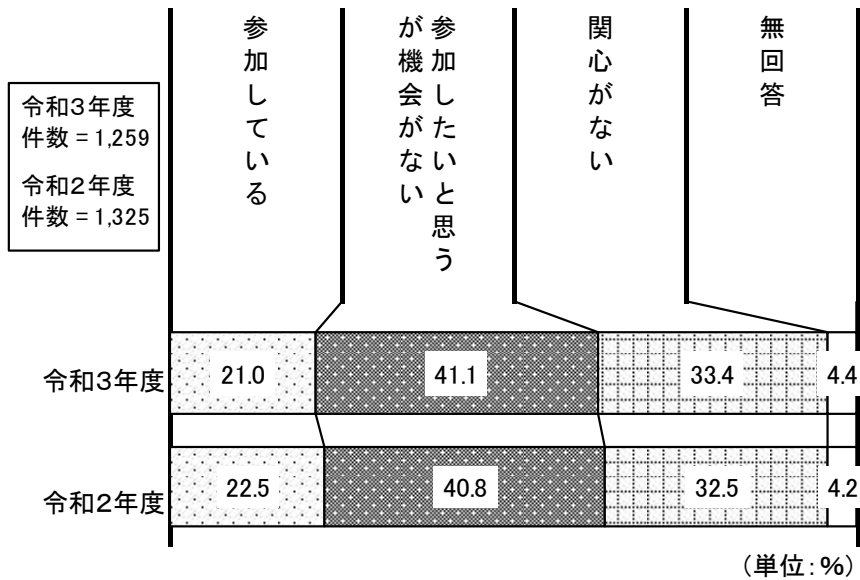 参加している
参加したいと思う
が機会がない
関心がない
無回答
令和3年度
件数 = 1,259
令和2年度
件数 = 1,325
令和3年度
21.0
41.1
33.4
4.4
令和2年度
22.5
40.8
32.5
4.2
（単位：%）